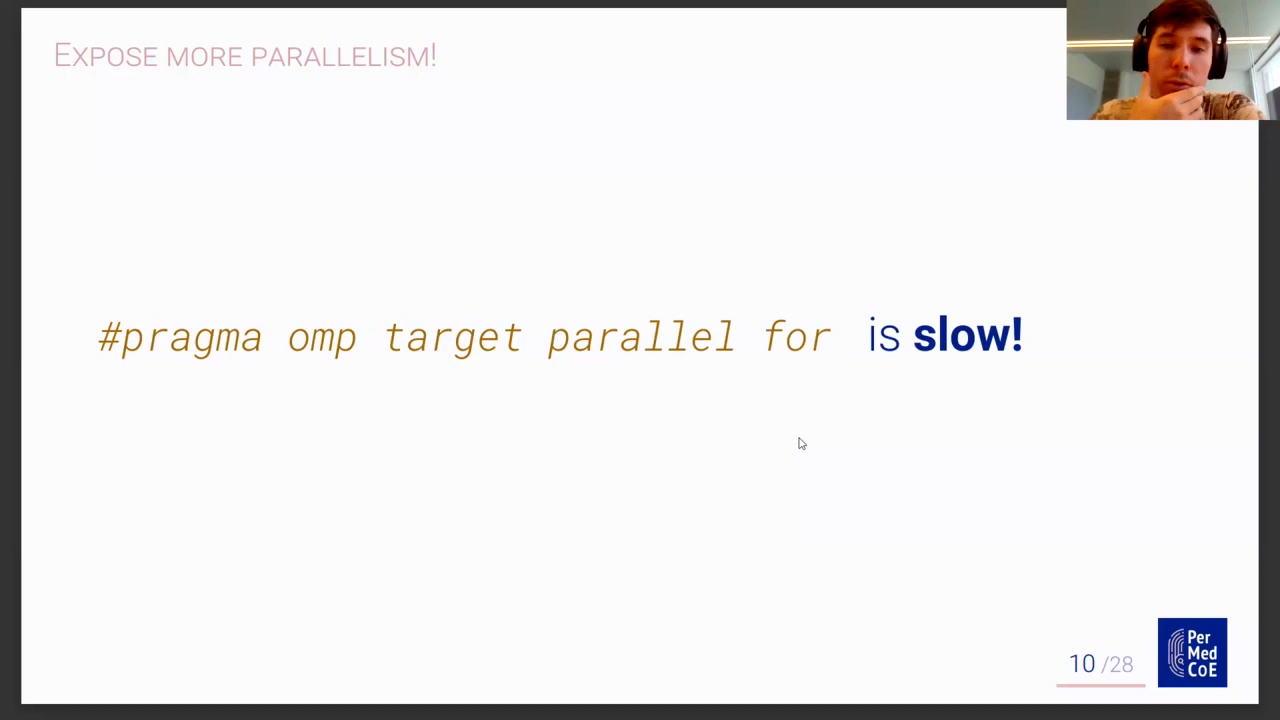 EXPOSE MORE PARALLELISM!
#pragma omp target parallel for is slow!
10 /28
Per
Med
CoE